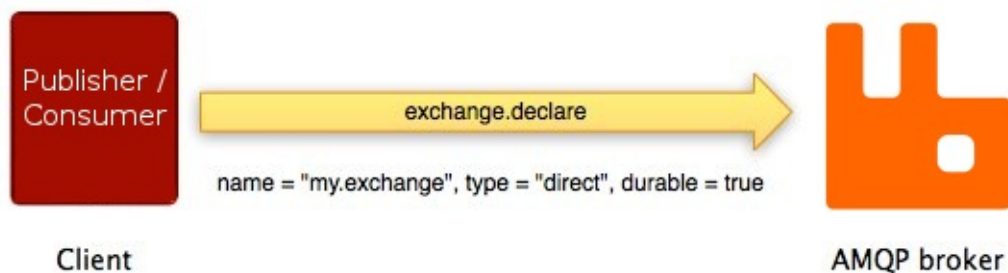 Publisher /
Consumer
exchange.declare
name = "my.exchange", type = "direct", durable = true
Client
AMQP broker